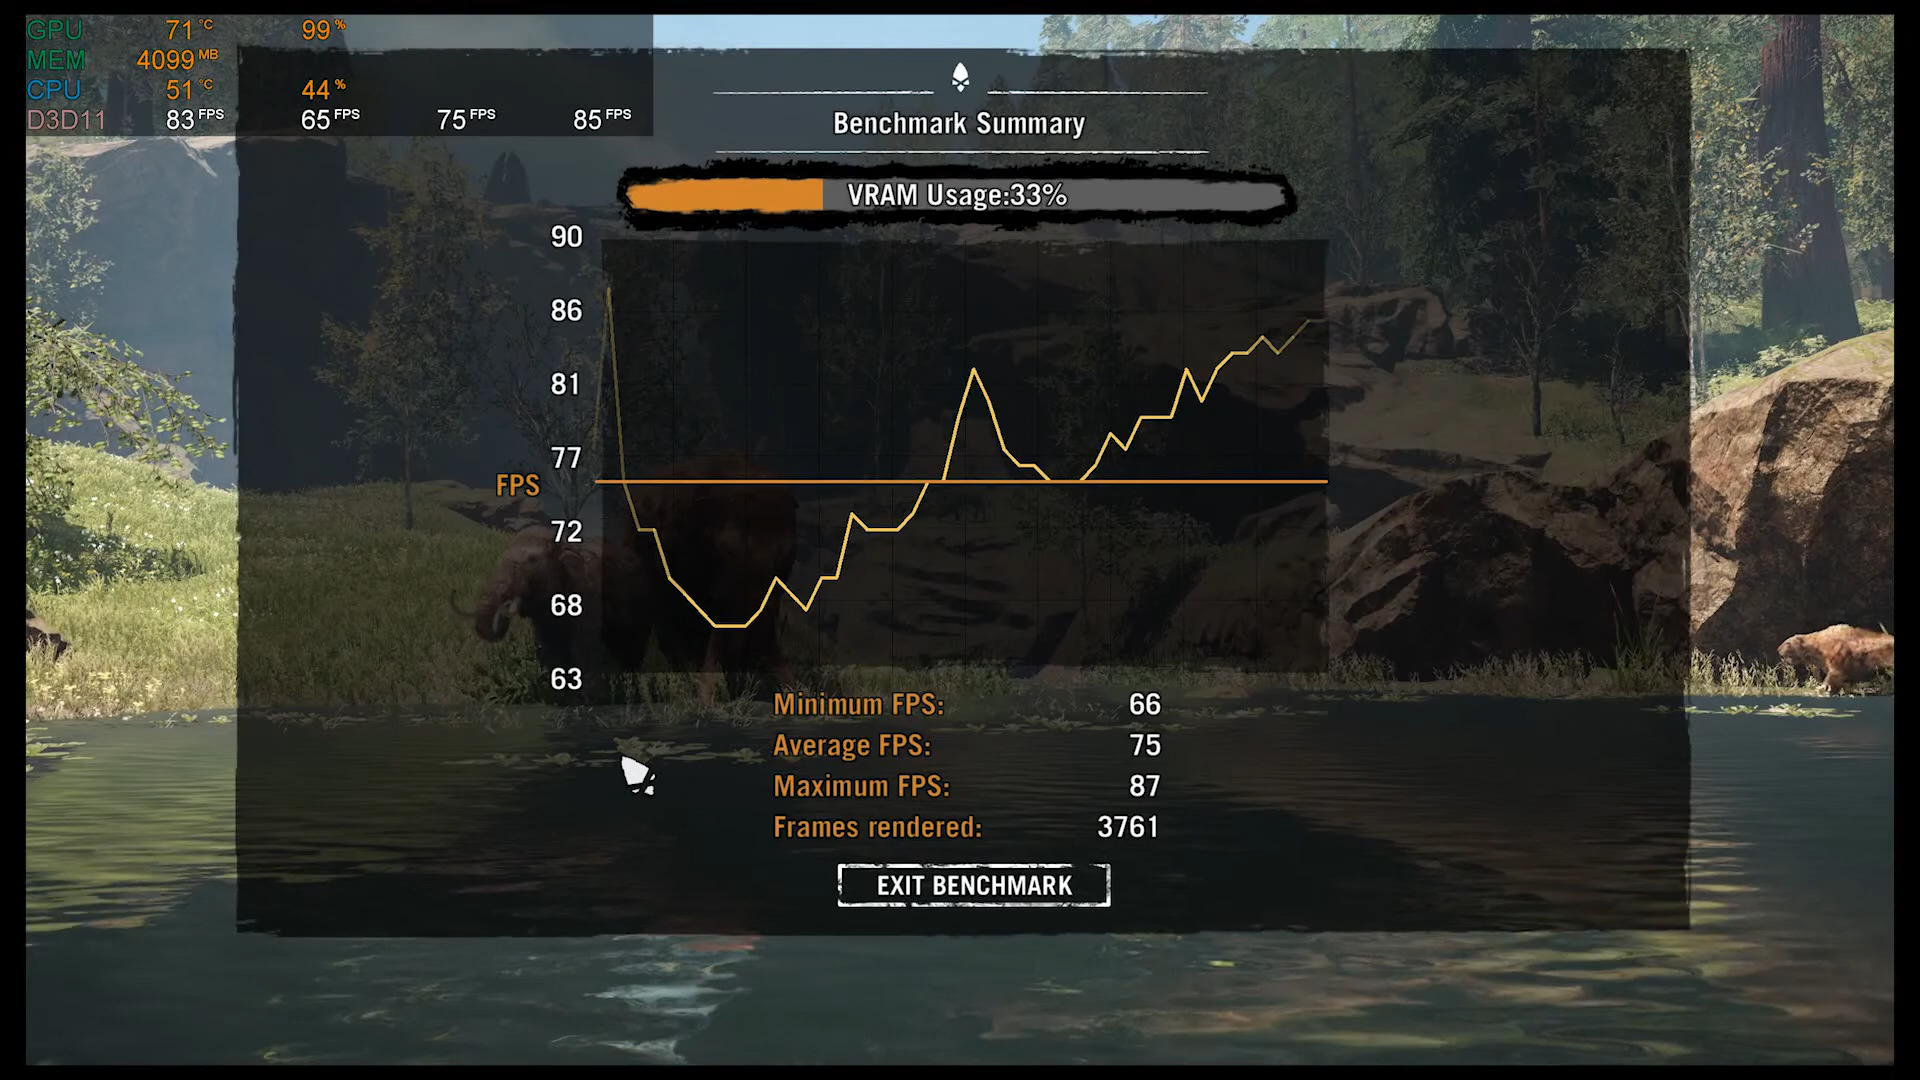 GPU 71 °C 99 %
MEM 4099 MB
CPU 51 °C 44 %
D3D11 83 FPS 65 FPS 75 FPS 85 FPS
Benchmark Summary
VRAM Usage:33%
90
86
81
77
FPS
72
68
63
Minimum FPS: 66
Average FPS: 75
Maximum FPS: 87
Frames rendered: 3761
EXIT BENCHMARK